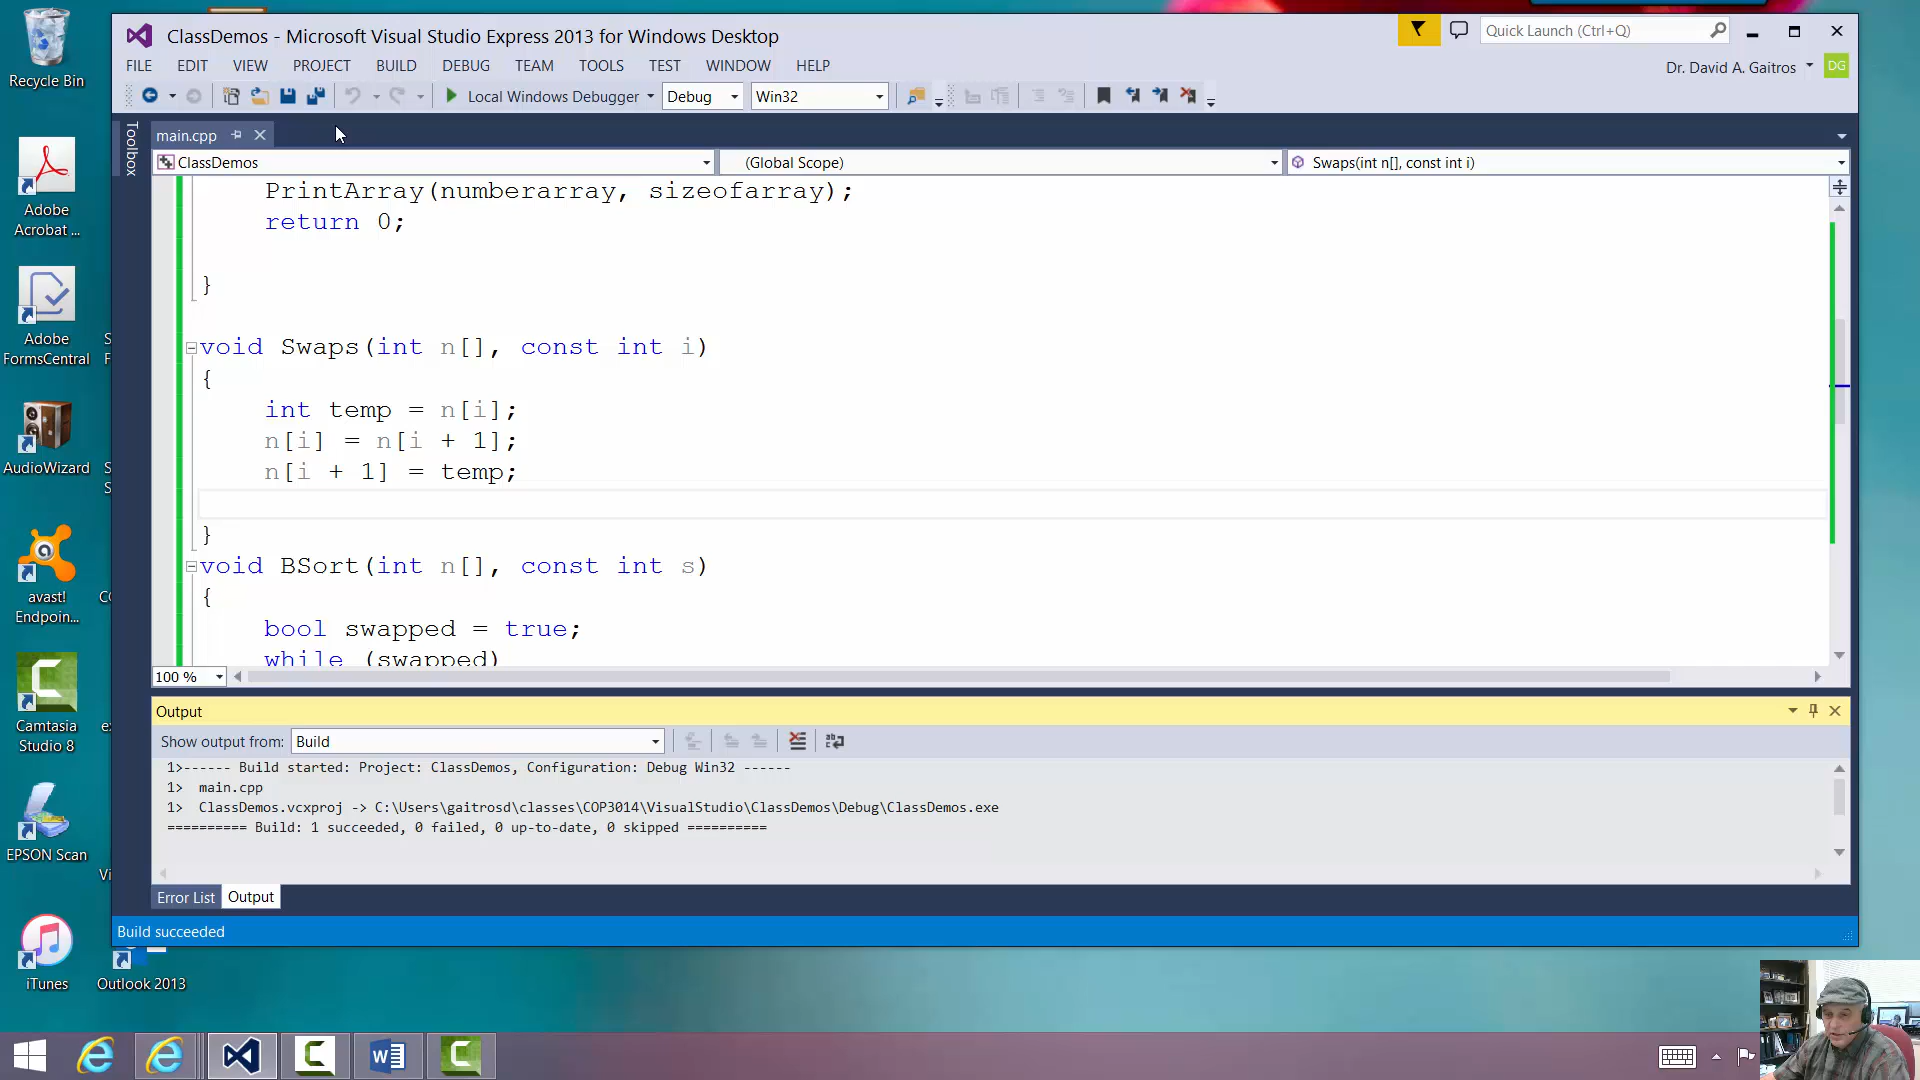 Recycle Bin
Adobe
Acrobat ...
Adobe
FormsCentral
AudioWizard
avast!
Endpoin...
Camtasia
Studio 8
EPSON Scan
iTunes
Outlook 2013
ClassDemos - Microsoft Visual Studio Express 2013 for Windows Desktop
Quick Launch (Ctrl+Q)
FILE EDIT VIEW PROJECT BUILD DEBUG TEAM TOOLS TEST WINDOW HELP
Dr. David A. Gaitros DG
Local Windows Debugger Debug Win32
Toolbox
main.cpp
ClassDemos (Global Scope) Swaps(int n[], const int i)
PrintArray(numberarray, sizeofarray);
return 0;
}
void Swaps(int n[], const int i)
{
int temp = n[i];
n[i] = n[i + 1];
n[i + 1] = temp;
}
void BSort(int n[], const int s)
{
bool swapped = true;
while (swapped)
100 %
Output
Show output from: Build
1>------ Build started: Project: ClassDemos, Configuration: Debug Win32 ------
1> main.cpp
1> ClassDemos.vcxproj -> C:\Users\gaitrosd\classes\COP3014\VisualStudio\ClassDemos\Debug\ClassDemos.exe
========== Build: 1 succeeded, 0 failed, 0 up-to-date, 0 skipped ==========
Error List Output
Build succeeded